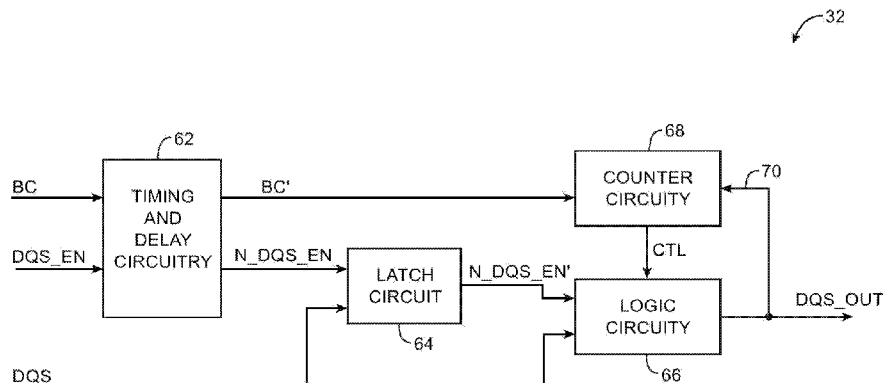 32
62
68
BC
TIMING
AND
DELAY
CIRCUITRY
BC'
COUNTER
CIRCUITY
70
DQS_EN
N_DQS_EN
LATCH
CIRCUIT
N_DQS_EN'
CTL
LOGIC
CIRCUITY
DQS_OUT
64
66
DQS